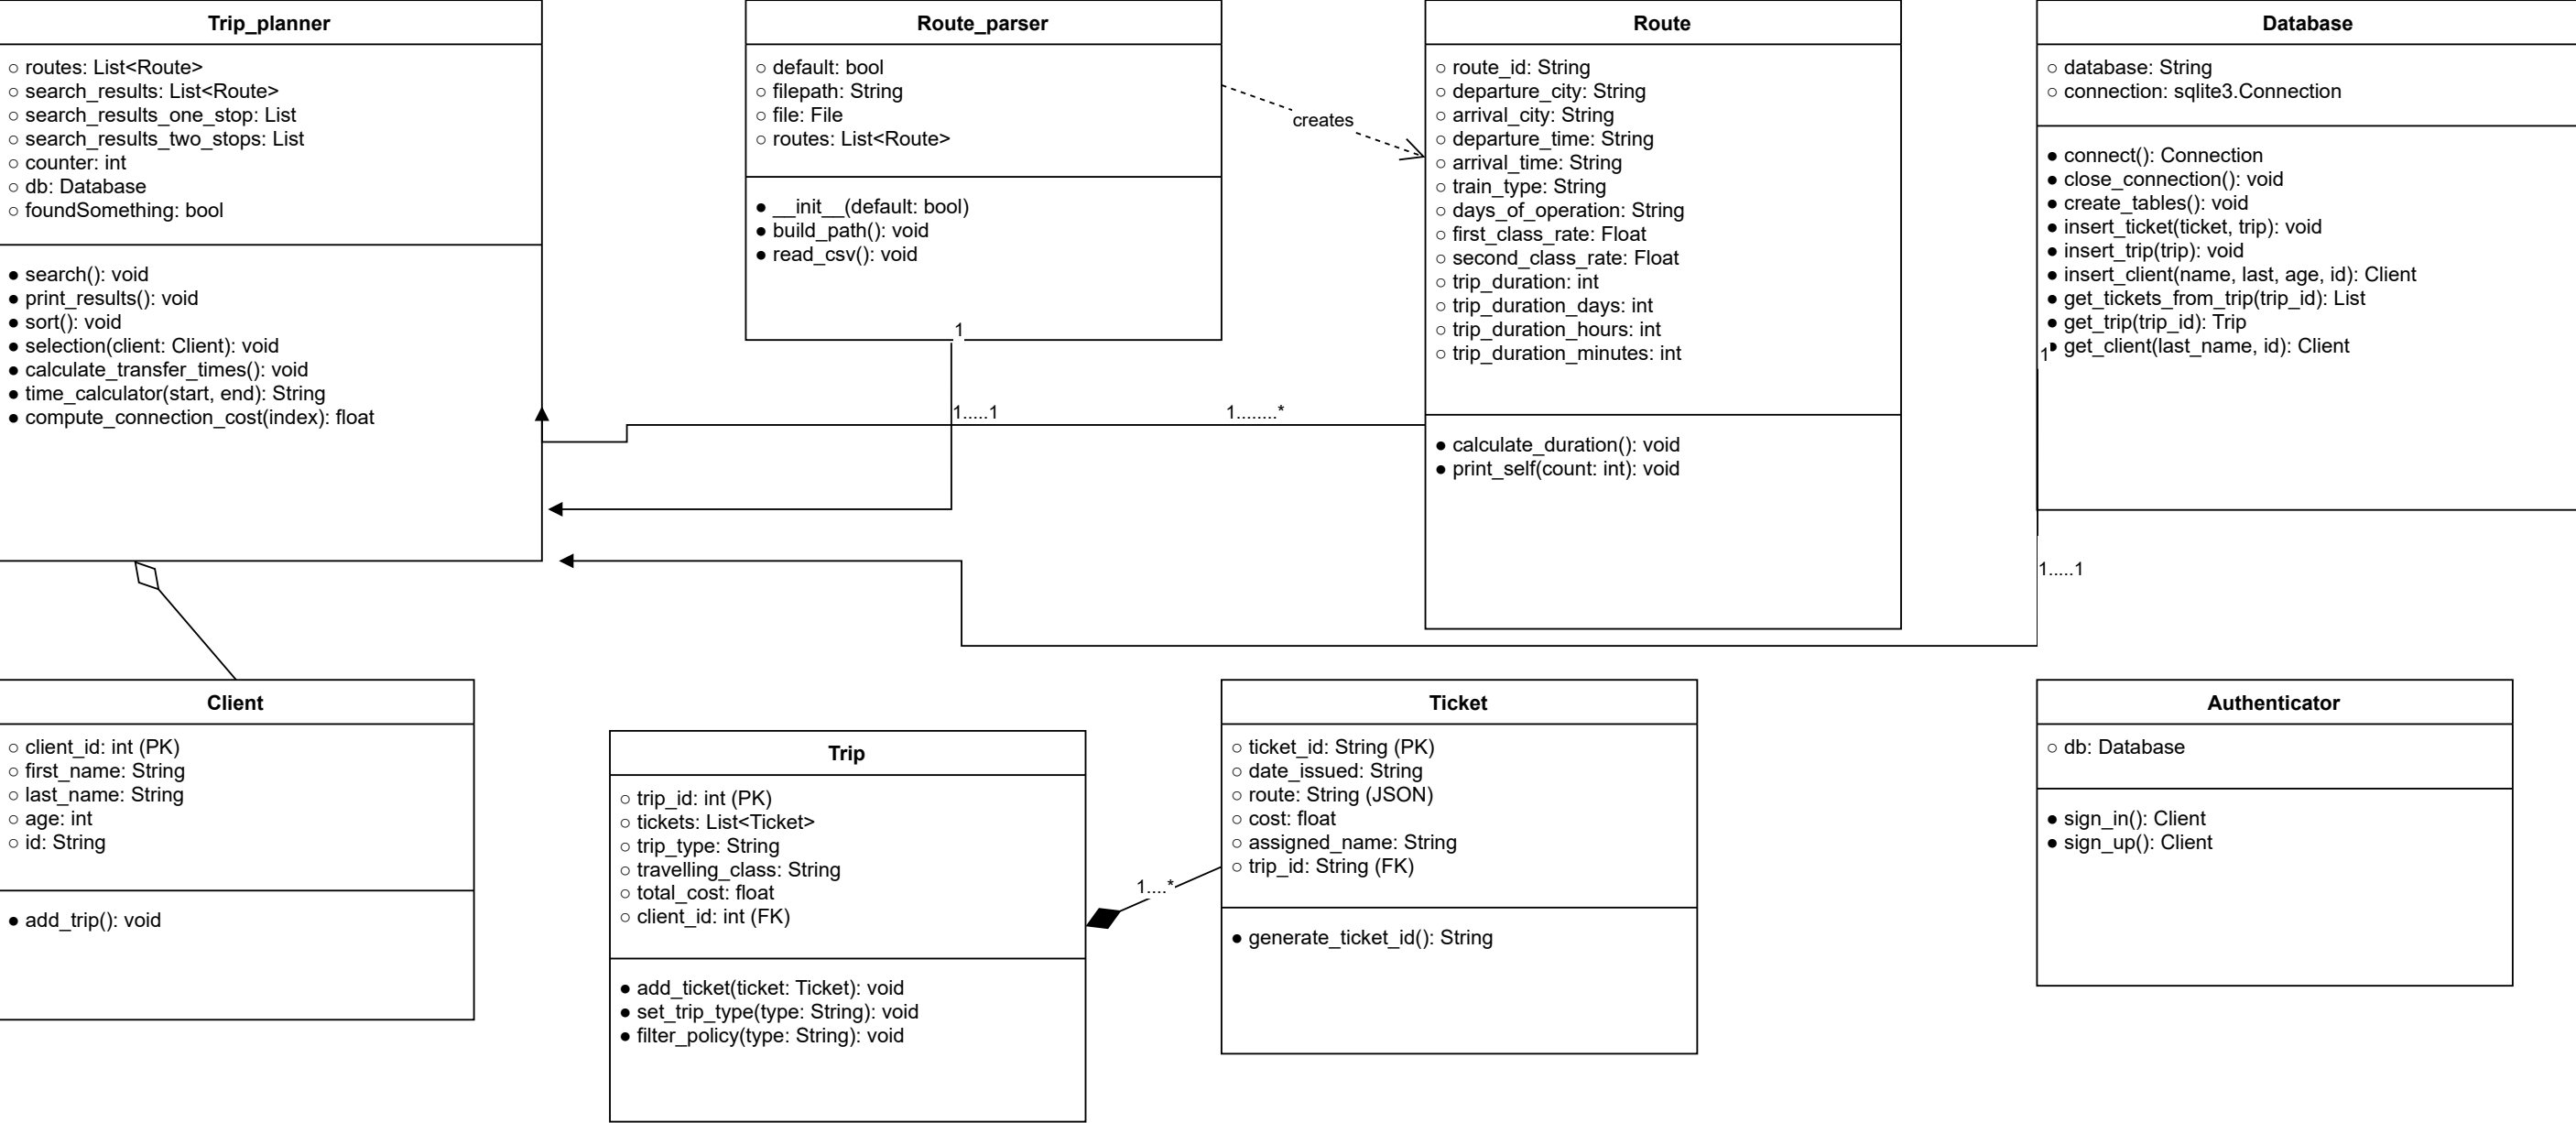 Trip_planner
○ routes: List<Route>
○ search_results: List<Route>
○ search_results_one_stop: List
○ search_results_two_stops: List
○ counter: int
○ db: Database
○ foundSomething: bool
● search(): void
● print_results(): void
● sort(): void
● selection(client: Client): void
● calculate_transfer_times(): void
● time_calculator(start, end): String
● compute_connection_cost(index): float
Route_parser
○ default: bool
○ filepath: String
○ file: File
○ routes: List<Route>
● __init__(default: bool)
● build_path(): void
● read_csv(): void
1
creates
1.....1
1........*
Route
○ route_id: String
○ departure_city: String
○ arrival_city: String
○ departure_time: String
○ arrival_time: String
○ train_type: String
○ days_of_operation: String
○ first_class_rate: Float
○ second_class_rate: Float
○ trip_duration: int
○ trip_duration_days: int
○ trip_duration_hours: int
○ trip_duration_minutes: int
● calculate_duration(): void
● print_self(count: int): void
Database
○ database: String
○ connection: sqlite3.Connection
● connect(): Connection
● close_connection(): void
● create_tables(): void
● insert_ticket(ticket, trip): void
● insert_trip(trip): void
● insert_client(name, last, age, id): Client
● get_tickets_from_trip(trip_id): List
● get_trip(trip_id): Trip
● get_client(last_name, id): Client
1
1.....1
Client
○ client_id: int (PK)
○ first_name: String
○ last_name: String
○ age: int
○ id: String
● add_trip(): void
Trip
○ trip_id: int (PK)
○ tickets: List<Ticket>
○ trip_type: String
○ travelling_class: String
○ total_cost: float
○ client_id: int (FK)
● add_ticket(ticket: Ticket): void
● set_trip_type(type: String): void
● filter_policy(type: String): void
1....*
Ticket
○ ticket_id: String (PK)
○ date_issued: String
○ route: String (JSON)
○ cost: float
○ assigned_name: String
○ trip_id: String (FK)
● generate_ticket_id(): String
Authenticator
○ db: Database
● sign_in(): Client
● sign_up(): Client